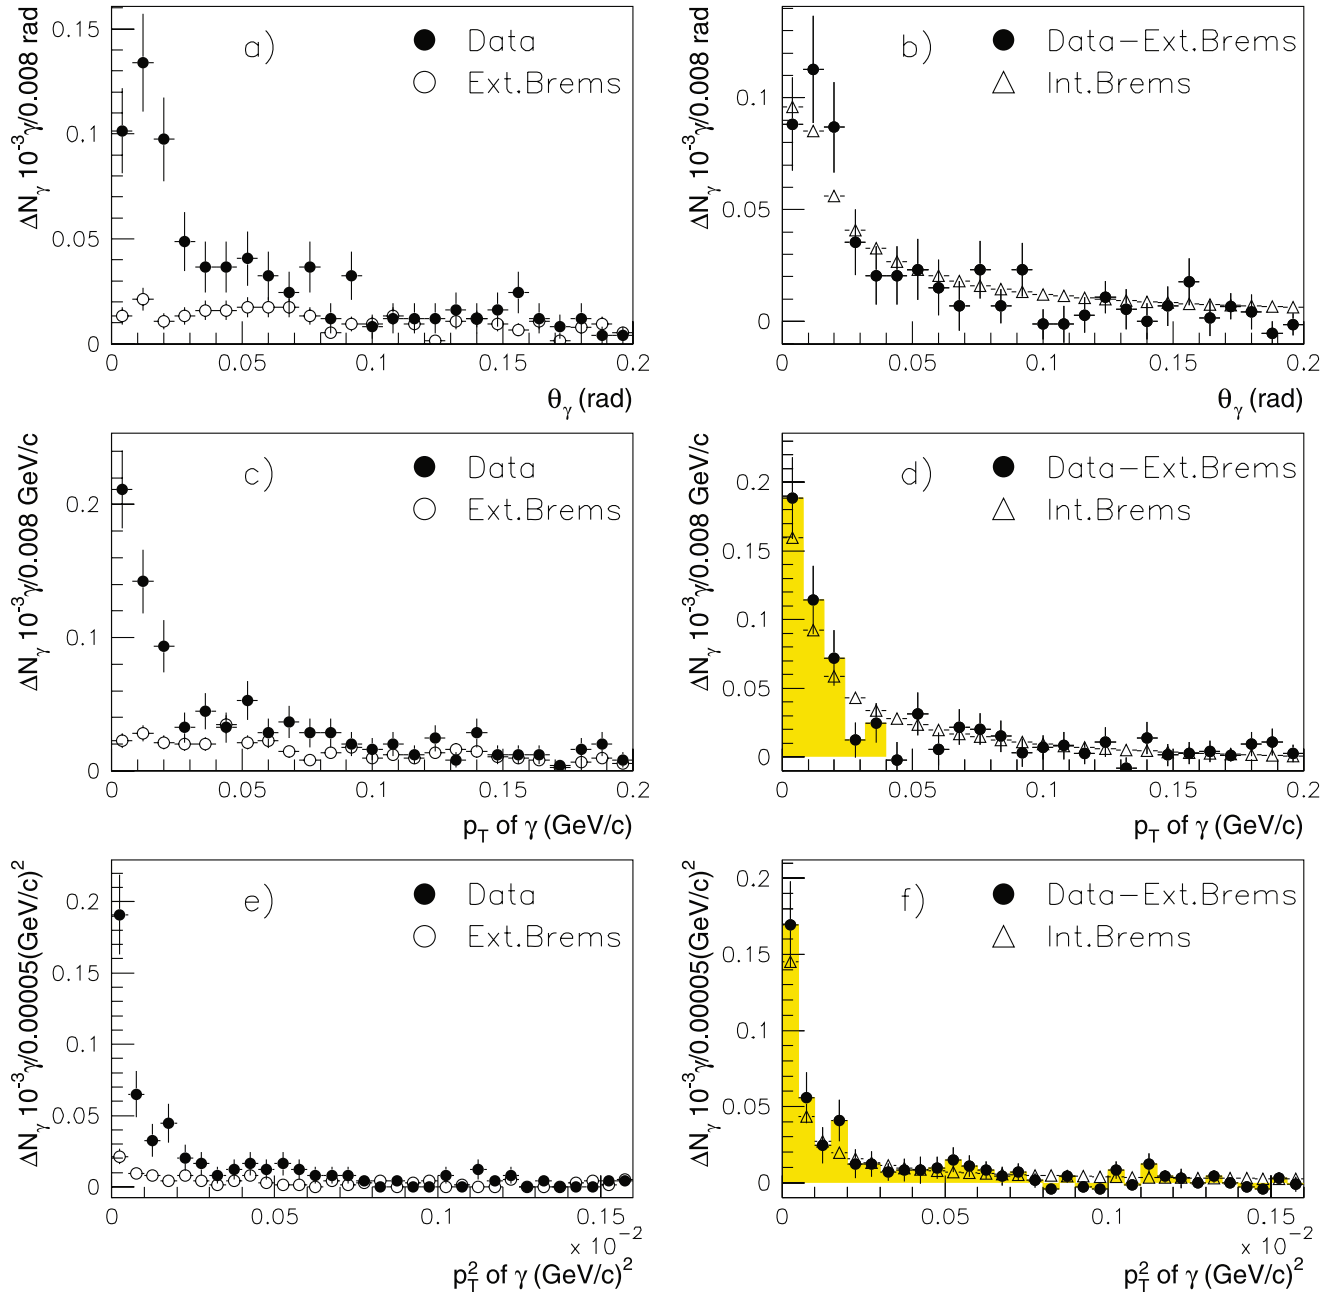 a)
Data
Ext.Brems
ΔNγ 10⁻³γ/0.008 rad
0.15
0.1
0.05
0
0 0.05 0.1 0.15 0.2
θγ (rad)
b)
Data-Ext.Brems
Int.Brems
ΔNγ 10⁻³γ/0.008 rad
0.1
0.05
0
0 0.05 0.1 0.15 0.2
θγ (rad)
c)
Data
Ext.Brems
ΔNγ 10⁻³γ/0.008 GeV/c
0.2
0.1
0
0 0.05 0.1 0.15 0.2
pT of γ (GeV/c)
d)
Data-Ext.Brems
Int.Brems
ΔNγ 10⁻³γ/0.008 GeV/c
0.2
0.15
0.1
0.05
0
0 0.05 0.1 0.15 0.2
pT of γ (GeV/c)
e)
Data
Ext.Brems
ΔNγ 10⁻³γ/0.00005(GeV/c)²
0.2
0.15
0.1
0.05
0
0 0.05 0.1 0.15
× 10⁻²
p²T of γ (GeV/c)²
f)
Data-Ext.Brems
Int.Brems
ΔNγ 10⁻³γ/0.00005(GeV/c)²
0.2
0.15
0.1
0.05
0
0 0.05 0.1 0.15
× 10⁻²
p²T of γ (GeV/c)²